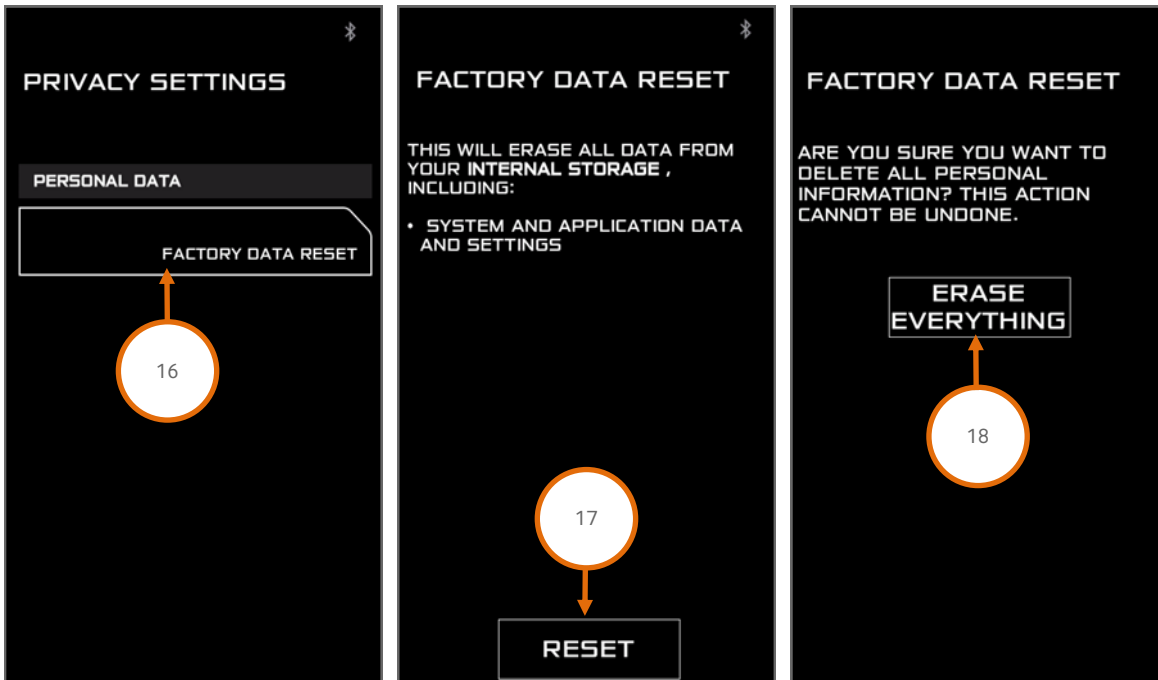 PRIVACY SETTINGS
PERSONAL DATA
FACTORY DATA RESET
16
FACTORY DATA RESET
THIS WILL ERASE ALL DATA FROM
YOUR INTERNAL STORAGE ,
INCLUDING:
• SYSTEM AND APPLICATION DATA
AND SETTINGS
17
RESET
FACTORY DATA RESET
ARE YOU SURE YOU WANT TO
DELETE ALL PERSONAL
INFORMATION? THIS ACTION
CANNOT BE UNDONE.
ERASE
EVERYTHING
18